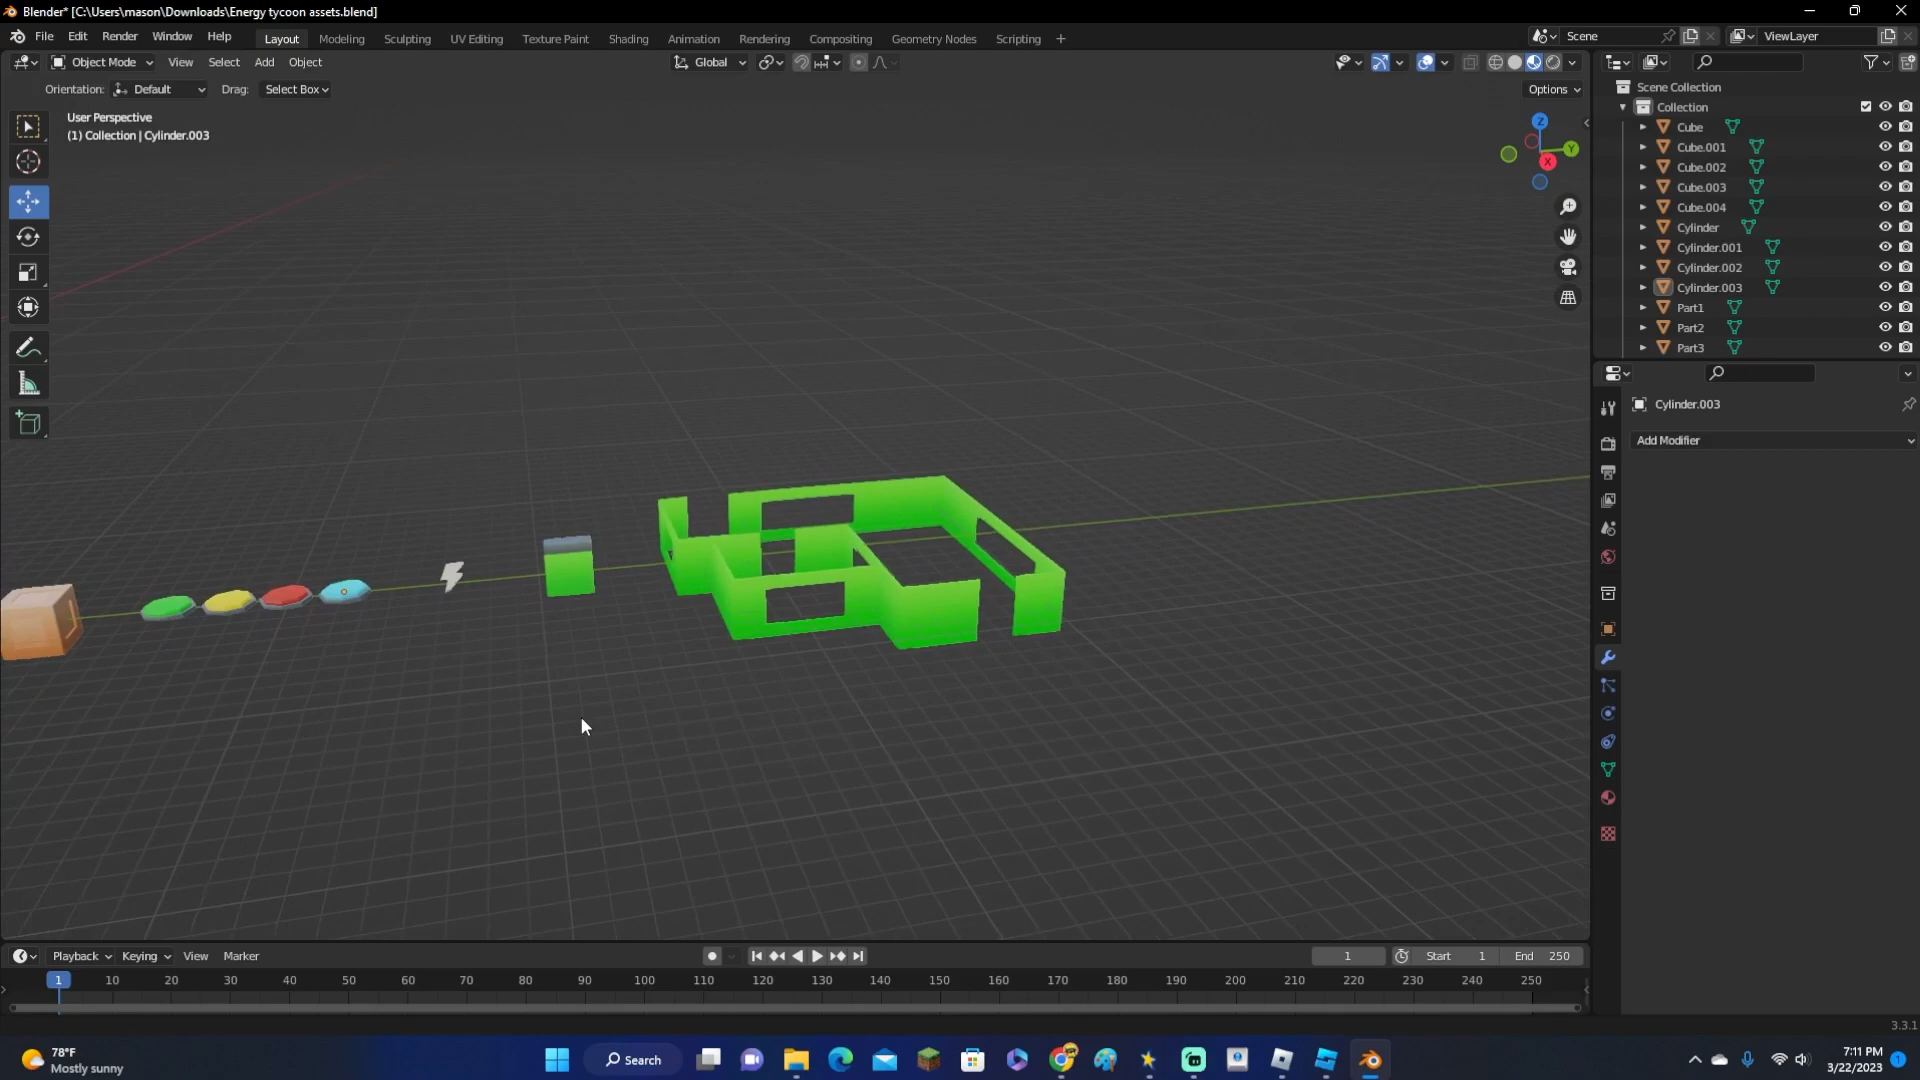 Blender* [C:\Users\mason\Downloads\Energy tycoon assets.blend]
File Edit Render Window Help Layout Modeling Sculpting UV Editing Texture Paint Shading Animation Rendering Compositing Geometry Nodes Scripting + Scene ViewLayer
Object Mode View Select Add Object Global
Orientation: Default Drag: Select Box Options
User Perspective
(1) Collection | Cylinder.003
Z
Y
X
Scene Collection
Collection
Cube
Cube.001
Cube.002
Cube.003
Cube.004
Cylinder
Cylinder.001
Cylinder.002
Cylinder.003
Part1
Part2
Part3
Cylinder.003
Add Modifier
Playback Keying View Marker 1 Start 1 End 250
1 10 20 30 40 50 60 70 80 90 100 110 120 130 140 150 160 170 180 190 200 210 220 230 240 250
3.3.1
78°F
Mostly sunny
Search
7:11 PM
3/22/2023
1